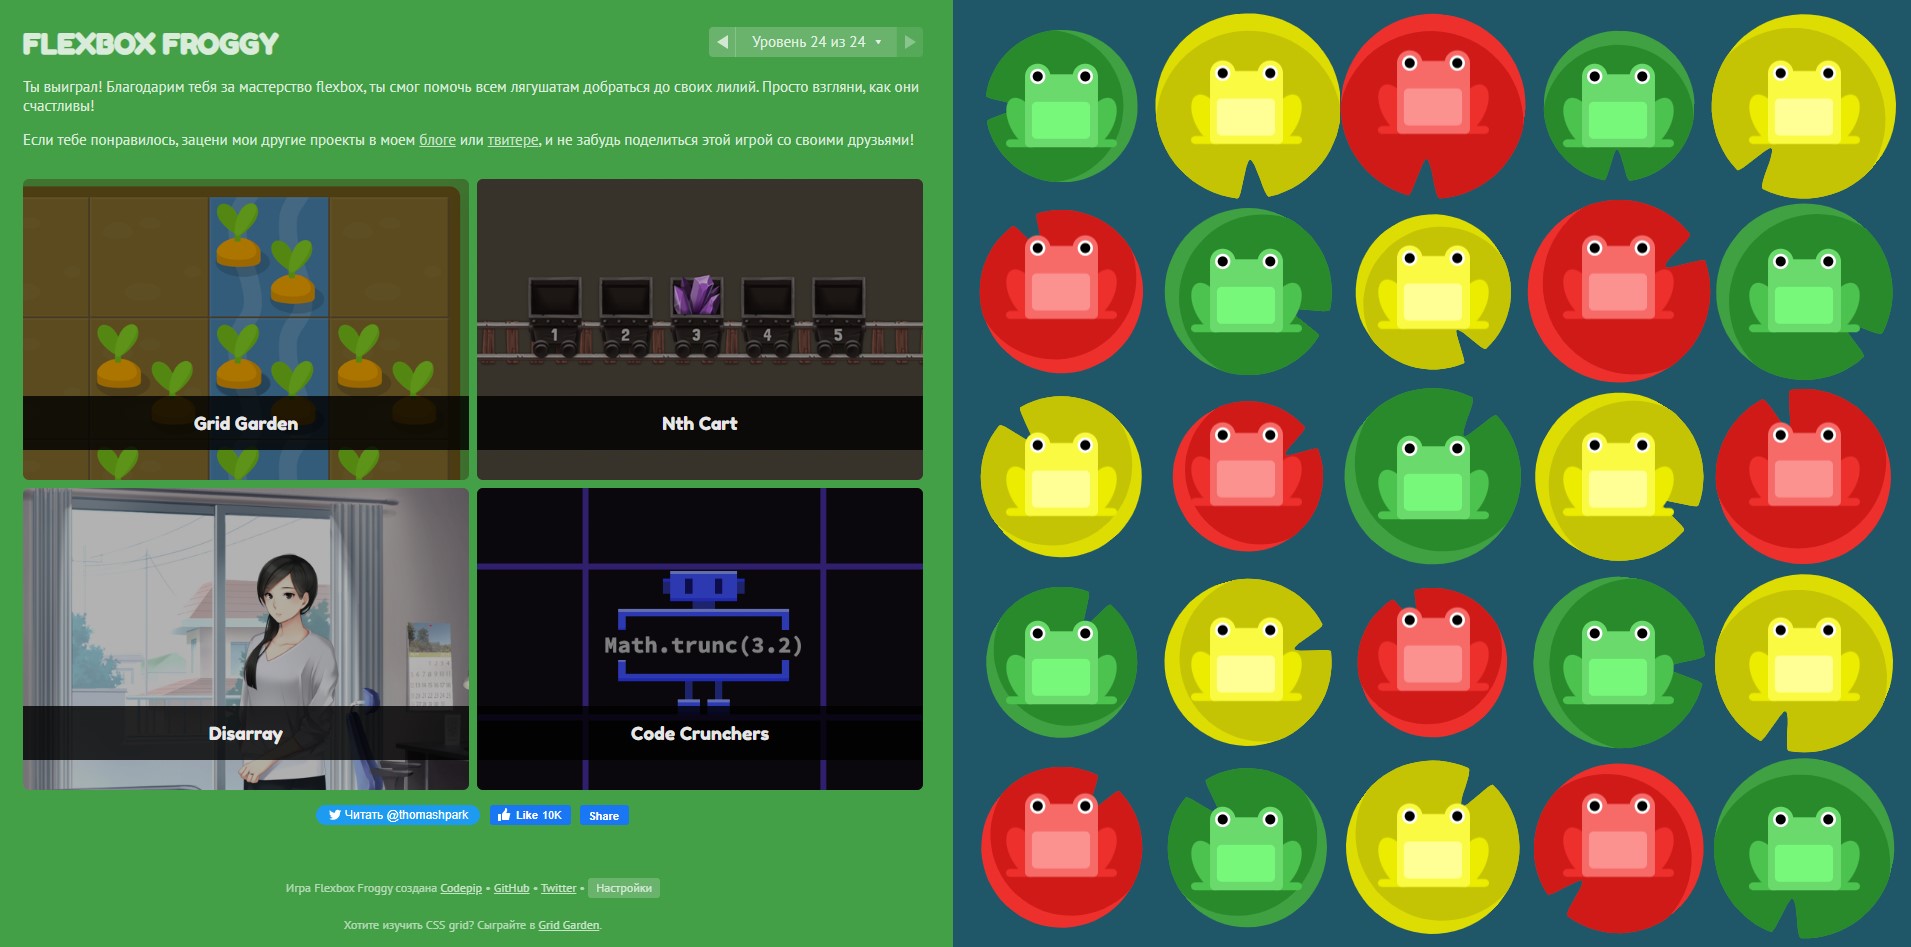 FLEXBOX FROGGY
Уровень 24 из 24
Ты выиграл! Благодарим тебя за мастерство flexbox, ты смог помочь всем лягушатам добраться до своих лилий. Просто взгляни, как они
счастливы!
Если тебе понравилось, зацени мои другие проекты в моем блоге или твитере, и не забудь поделиться этой игрой со своими друзьями!
1 2 3 4 5
Grid Garden
Nth Cart
Math.trunc(3.2)
Disarray
Code Crunchers
Читать @thomashpark
Like 10K
Share
Игра Flexbox Froggy создана Codepip • GitHub • Twitter • Настройки
Хотите изучить CSS grid? Сыграйте в Grid Garden.